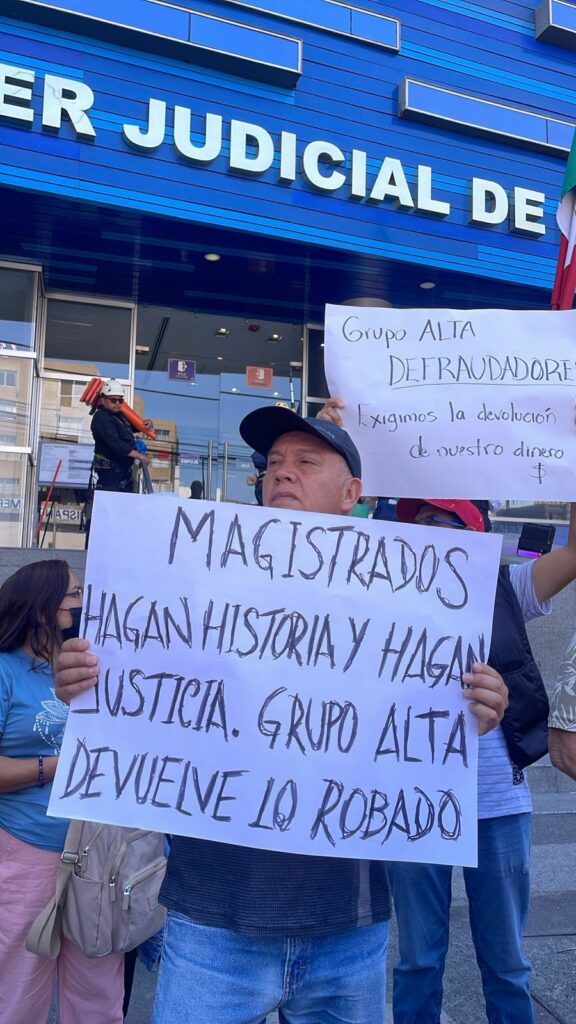 ER JUDICIAL DE
GRUPO ALTA
DEFRAUDADORE
Exigimos la devolución
de nuestro dinero
$
MAGISTRADOS
HAGAN HISTORIA Y HAGAN
JUSTICIA. GRUPO ALTA
DEVUELVE LO ROBADO